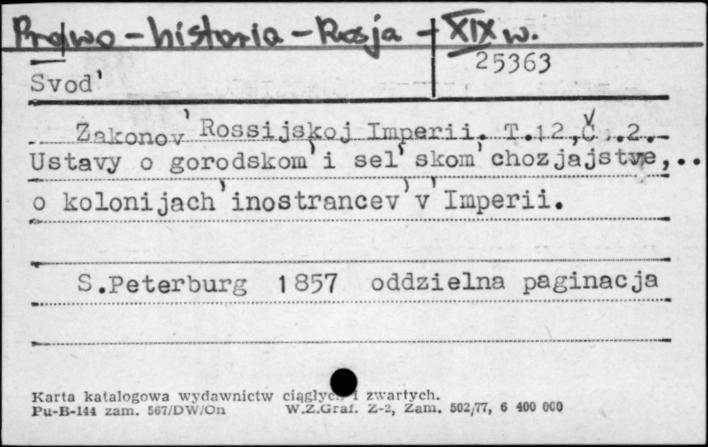 Prawo - historia - Rosja - XIX w.
25363
Svod'
Zakonov' Rossijskoj Imperii. T.12,Č.2.-
Ustavy o gorodskom' i sel'skom' chozjajstve,..
o kolonijach' inostrancev' v' Imperii.
S.Peterburg 1857 oddzielna paginacja
Karta katalogowa wydawnictw ciągłych i zwartych.
Pu-B-144 zam. 567/DW/On W.Z.Graf. Z-2, Zam. 502/77, 6 400 000